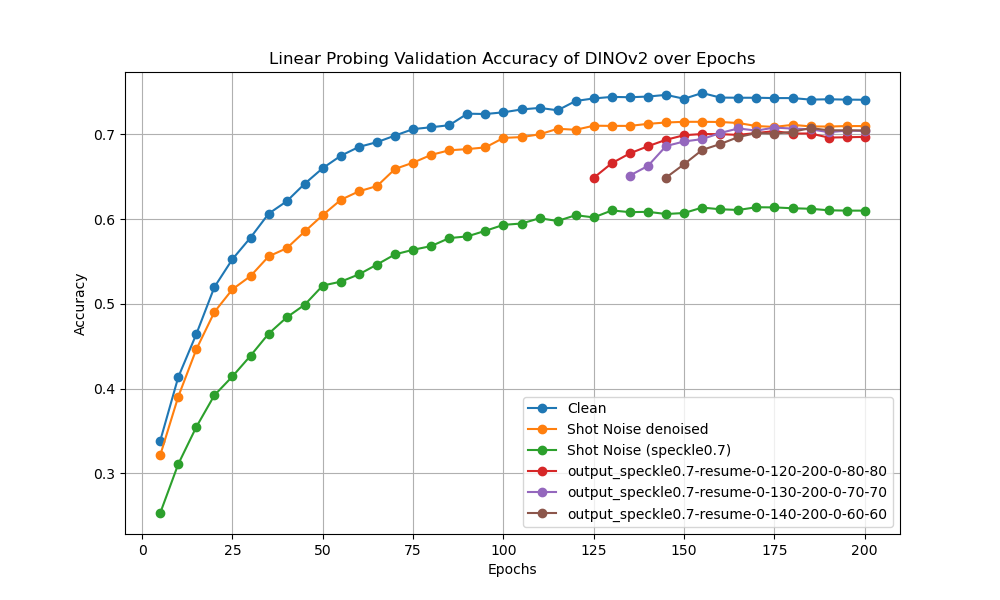 Linear Probing Validation Accuracy of DINOv2 over Epochs
Accuracy
0.7
0.6
0.5
0.4
0.3
Clean
Shot Noise denoised
Shot Noise (speckle0.7)
output_speckle0.7-resume-0-120-200-0-80-80
output_speckle0.7-resume-0-130-200-0-70-70
output_speckle0.7-resume-0-140-200-0-60-60
0 25 50 75 100 125 150 175 200
Epochs